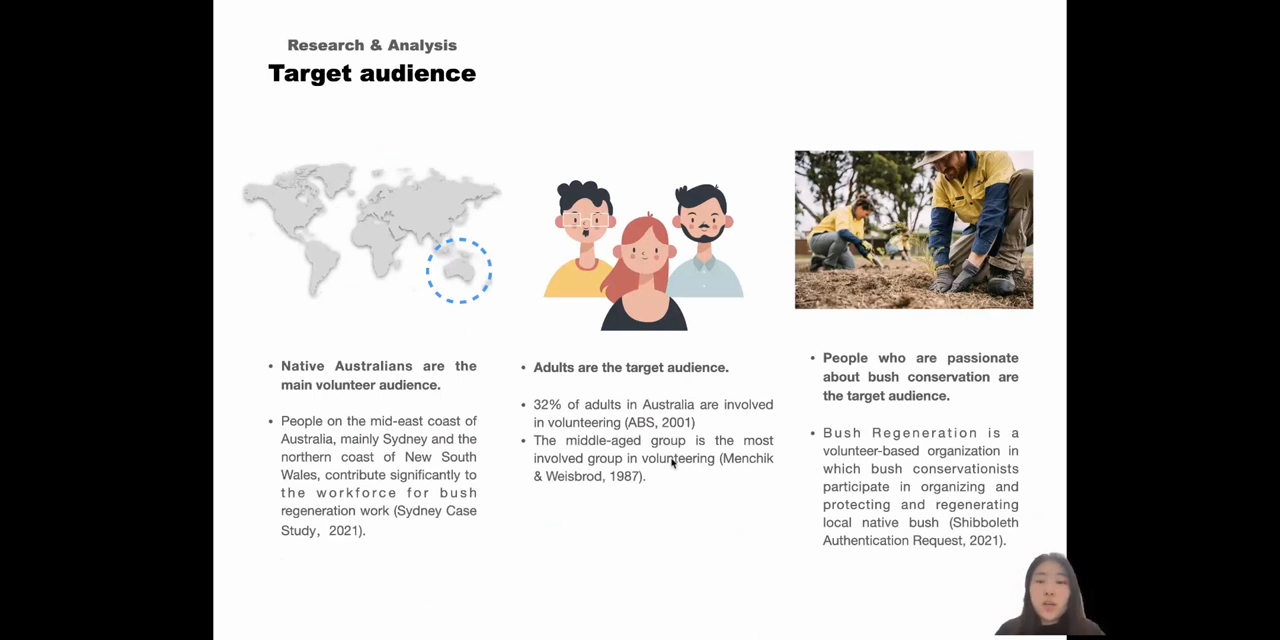 Research & Analysis
Target audience
• Native Australians are the
main volunteer audience.
• People on the mid-east coast of
Australia, mainly Sydney and the
northern coast of New South
Wales, contribute significantly to
the workforce for bush
regeneration work (Sydney Case
Study, 2021).
• Adults are the target audience.
• 32% of adults in Australia are involved
in volunteering (ABS, 2001)
• The middle-aged group is the most
involved group in volunteering (Menchik
& Weisbrod, 1987).
• People who are passionate
about bush conservation are
the target audience.
• Bush Regeneration is a
volunteer-based organization in
which bush conservationists
participate in organizing and
protecting and regenerating
local native bush (Shibboleth
Authentication Request, 2021).